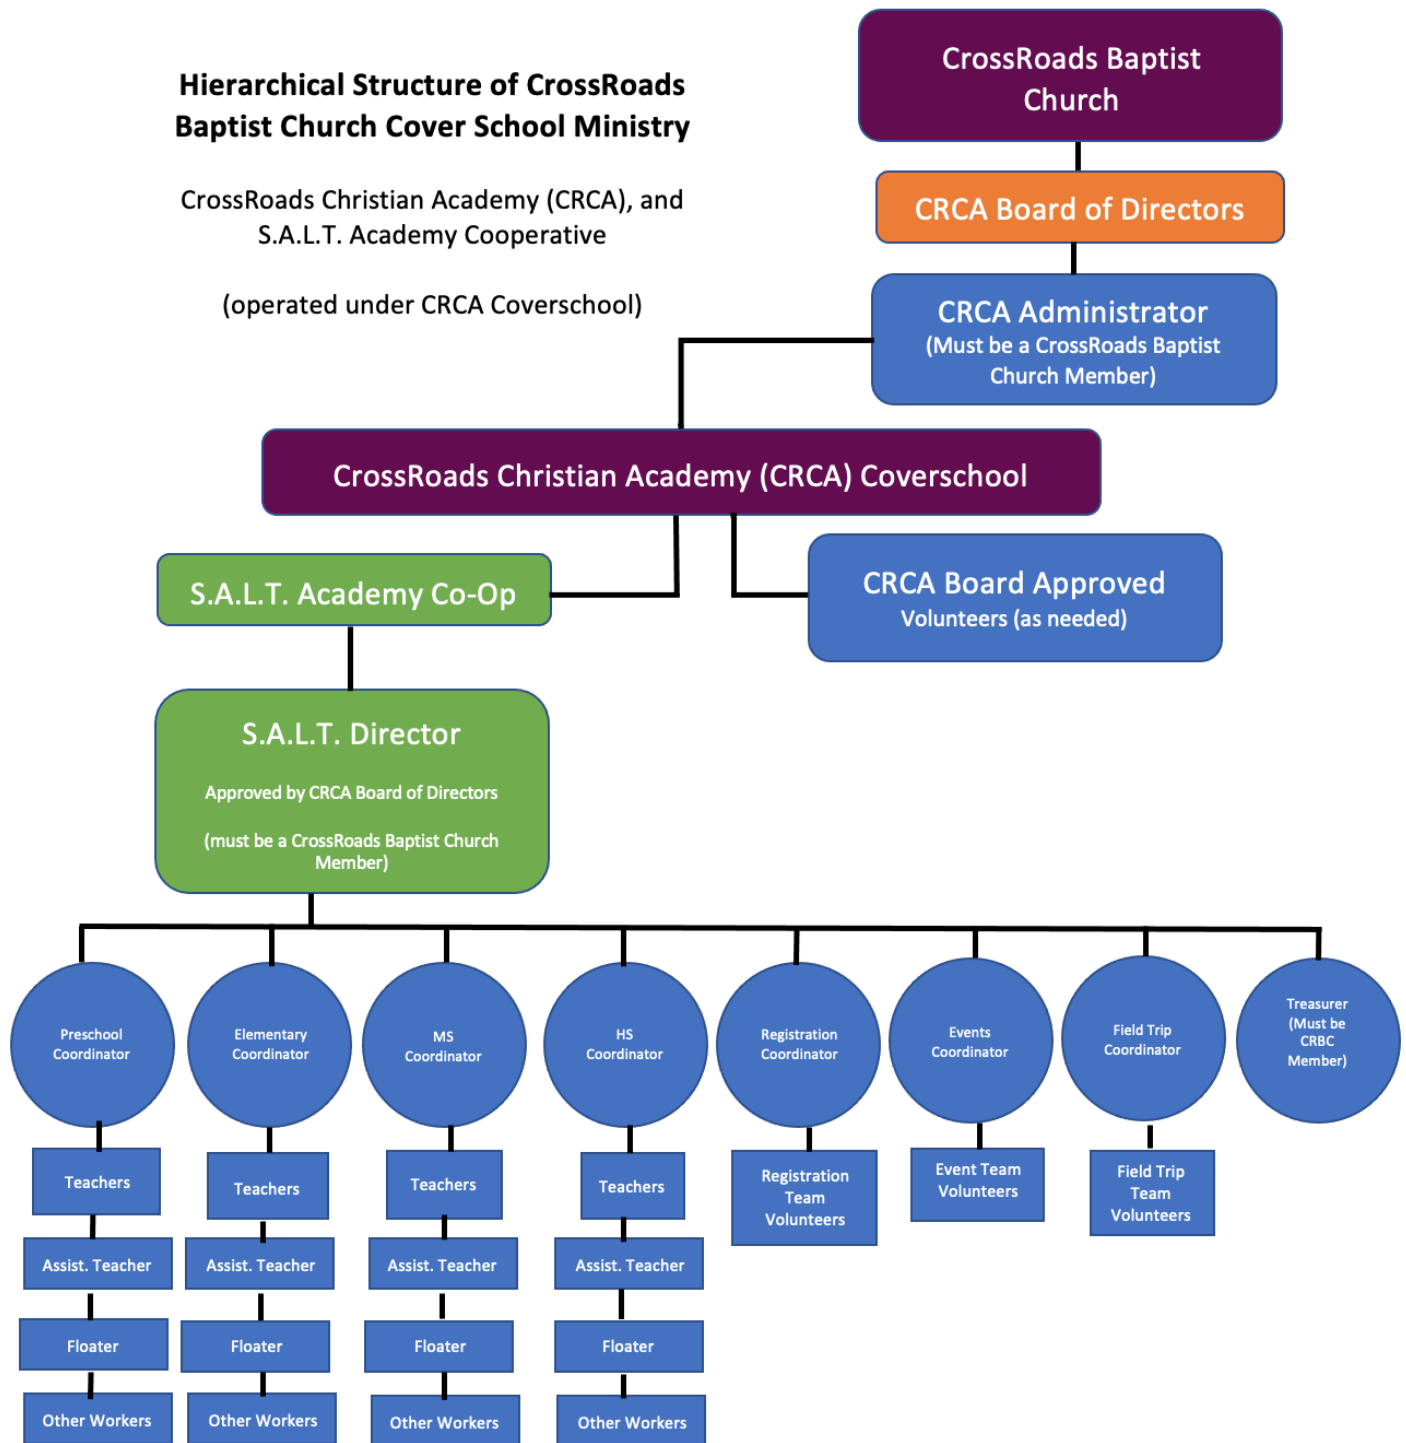 Hierarchical Structure of CrossRoads
Baptist Church Cover School Ministry
CrossRoads Christian Academy (CRCA), and
S.A.L.T. Academy Cooperative
(operated under CRCA Coverschool)
CrossRoads Baptist
Church
CRCA Board of Directors
CRCA Administrator
(Must be a CrossRoads Baptist
Church Member)
CrossRoads Christian Academy (CRCA) Coverschool
S.A.L.T. Academy Co-Op
CRCA Board Approved
Volunteers (as needed)
S.A.L.T. Director
Approved by CRCA Board of Directors
(must be a CrossRoads Baptist Church
Member)
Preschool
Coordinator
Elementary
Coordinator
MS
Coordinator
HS
Coordinator
Registration
Coordinator
Events
Coordinator
Field Trip
Coordinator
Treasurer
(Must be
CRBC
Member)
Teachers
Teachers
Teachers
Teachers
Registration
Team
Volunteers
Event Team
Volunteers
Field Trip
Team
Volunteers
Assist. Teacher
Assist. Teacher
Assist. Teacher
Assist. Teacher
Floater
Floater
Floater
Floater
Other Workers
Other Workers
Other Workers
Other Workers